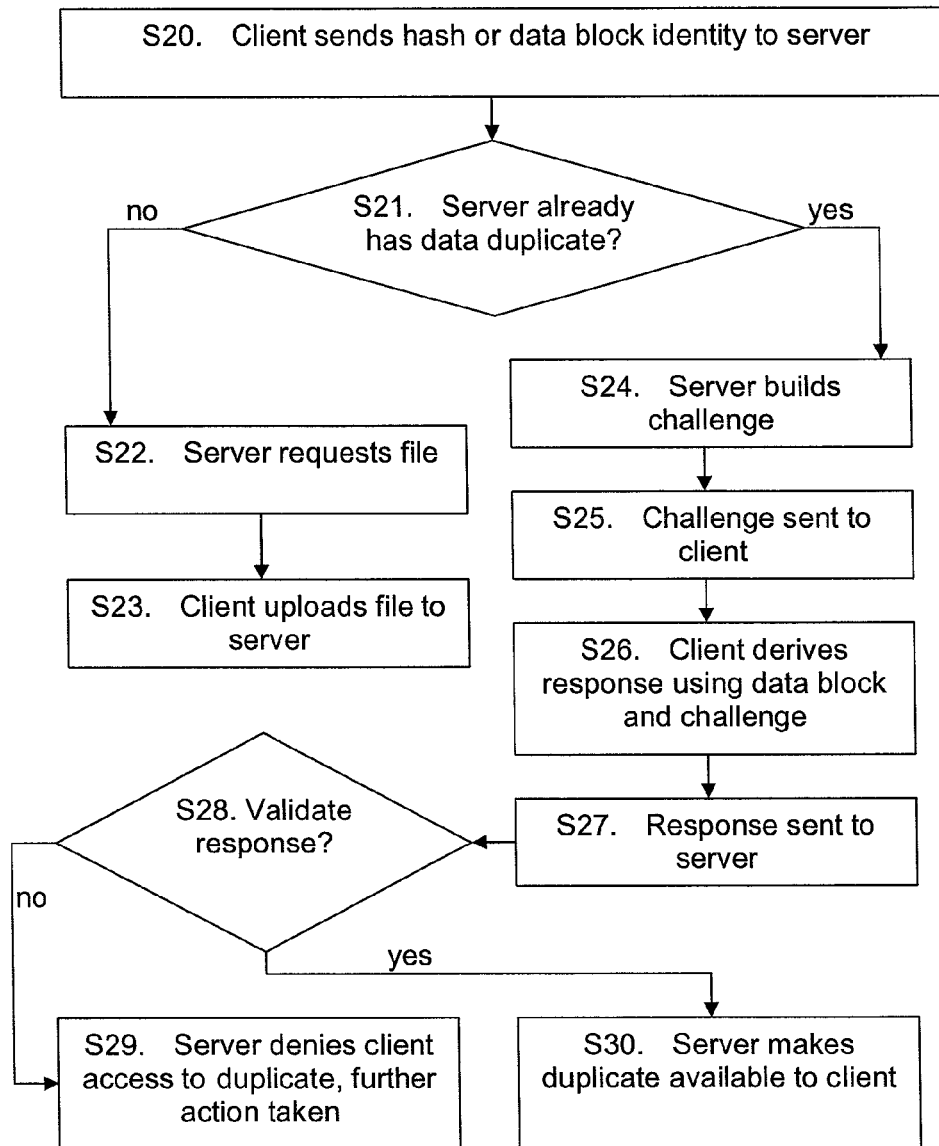 S20. Client sends hash or data block identity to server
S21. Server already
has data duplicate?
no
yes
S24. Server builds
challenge
S22. Server requests file
S25. Challenge sent to
client
S23. Client uploads file to
server
S26. Client derives
response using data block
and challenge
S28. Validate
response?
S27. Response sent to
server
no
yes
S29. Server denies client
access to duplicate, further
action taken
S30. Server makes
duplicate available to client